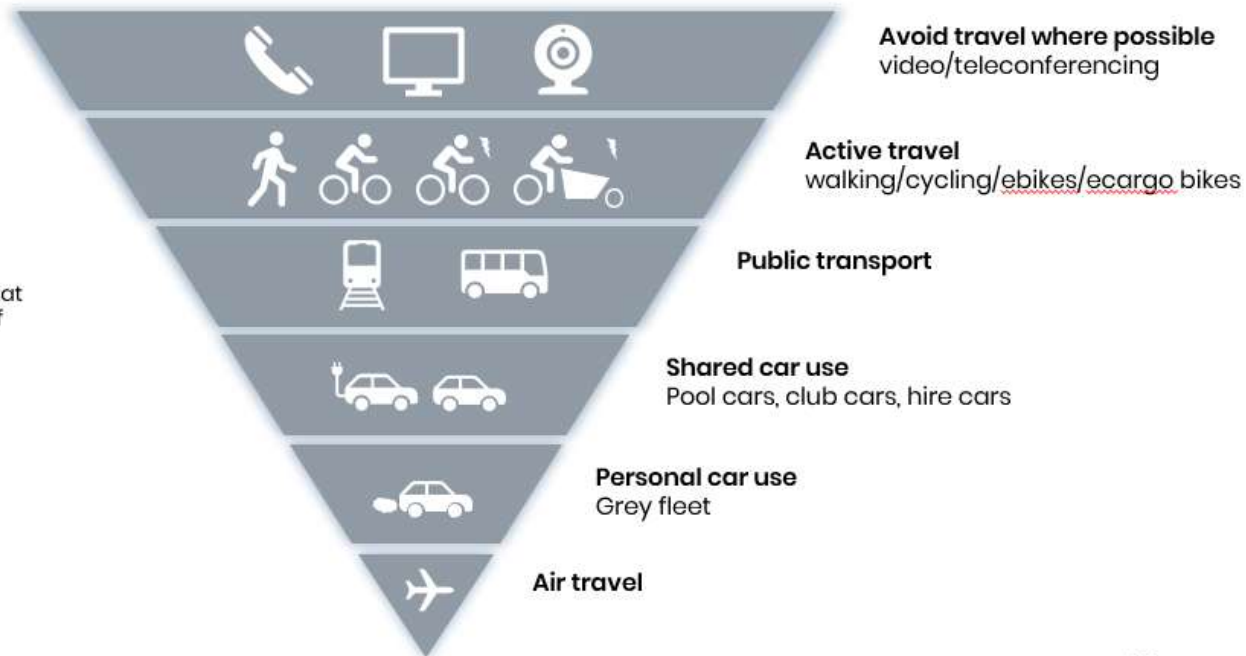 Avoid travel where possible
video/teleconferencing
Active travel
walking/cycling/ebikes/ecargo bikes
Public transport
at
f
Shared car use
Pool cars, club cars, hire cars
Personal car use
Grey fleet
Air travel